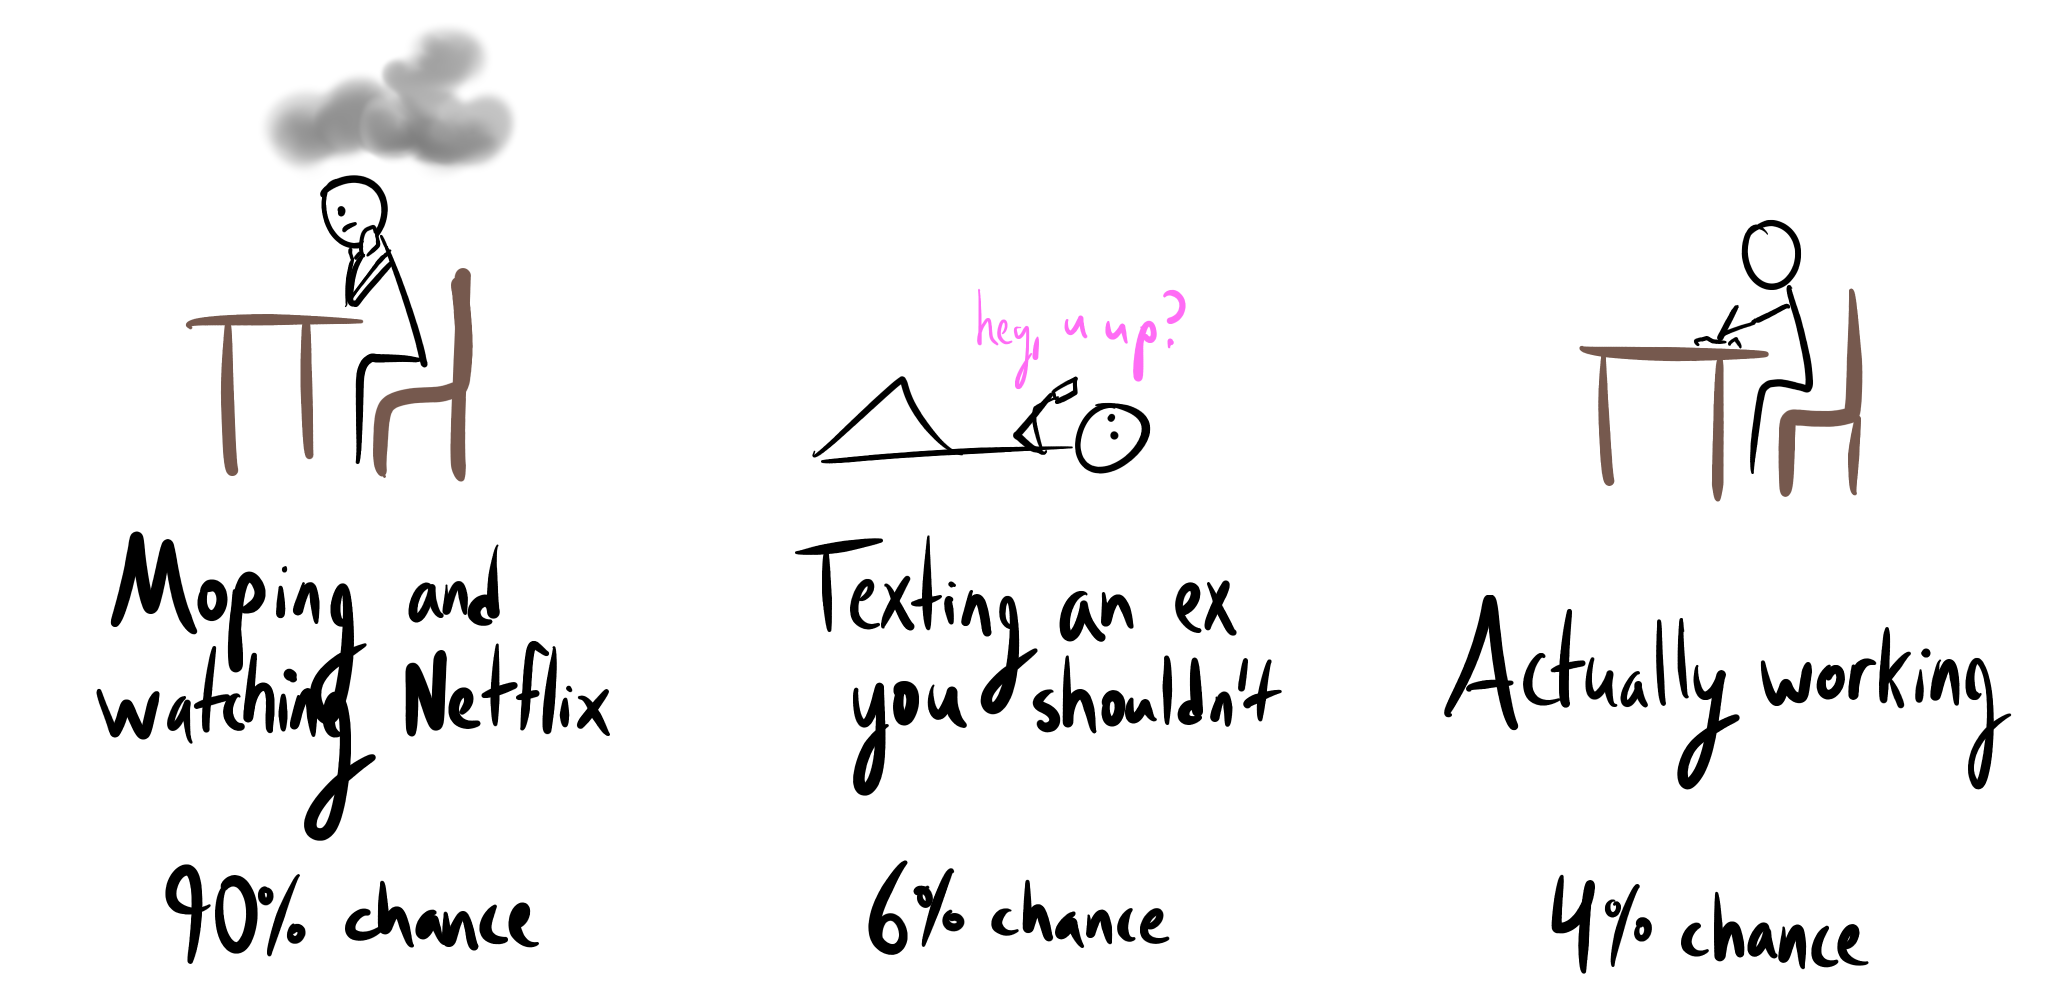 hey, u up?
Moping and
watching Netflix
90% chance
Texting an ex
you shouldn't
6% chance
Actually working
4% chance